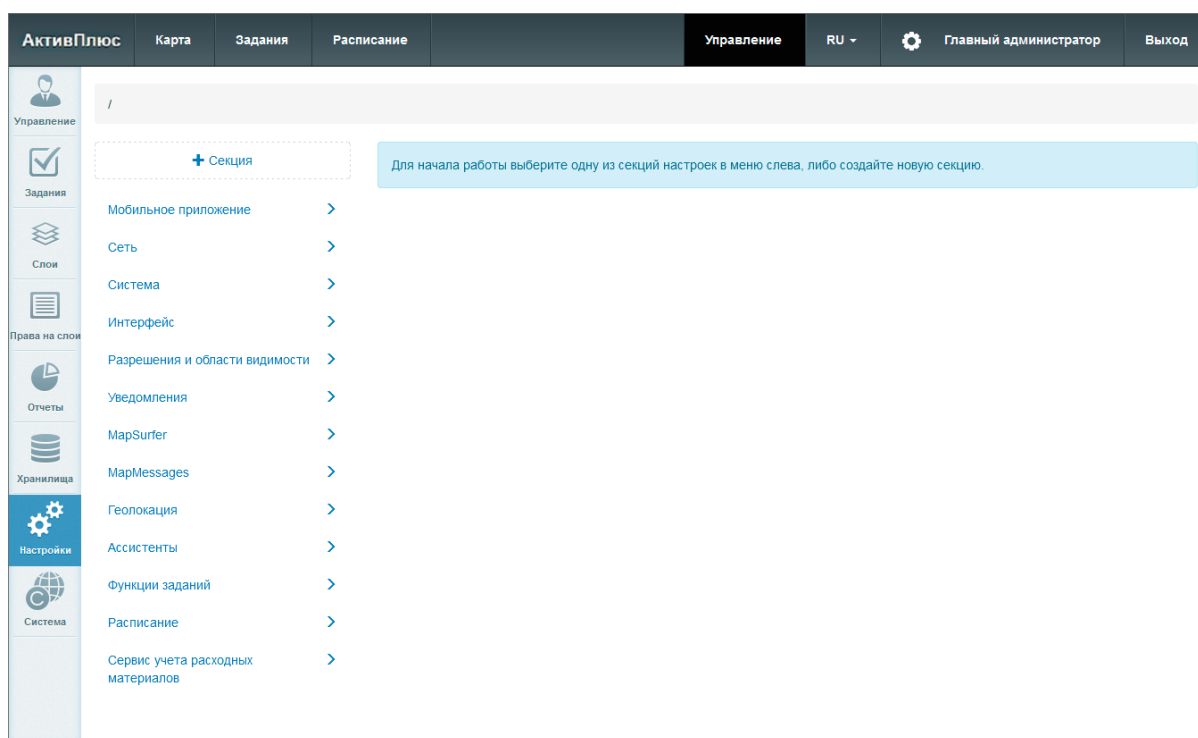 АктивПлюс Карта Задания Расписание Управление RU Главный администратор Выход
Управление
Задания
Слои
Права на слои
Отчеты
Хранилища
Настройки
Система
/
Секция
Мобильное приложение
Сеть
Система
Интерфейс
Разрешения и области видимости
Уведомления
MapSurfer
MapMessages
Геолокация
Ассистенты
Функции заданий
Расписание
Сервис учета расходных
материалов
Для начала работы выберите одну из секций настроек в меню слева, либо создайте новую секцию.